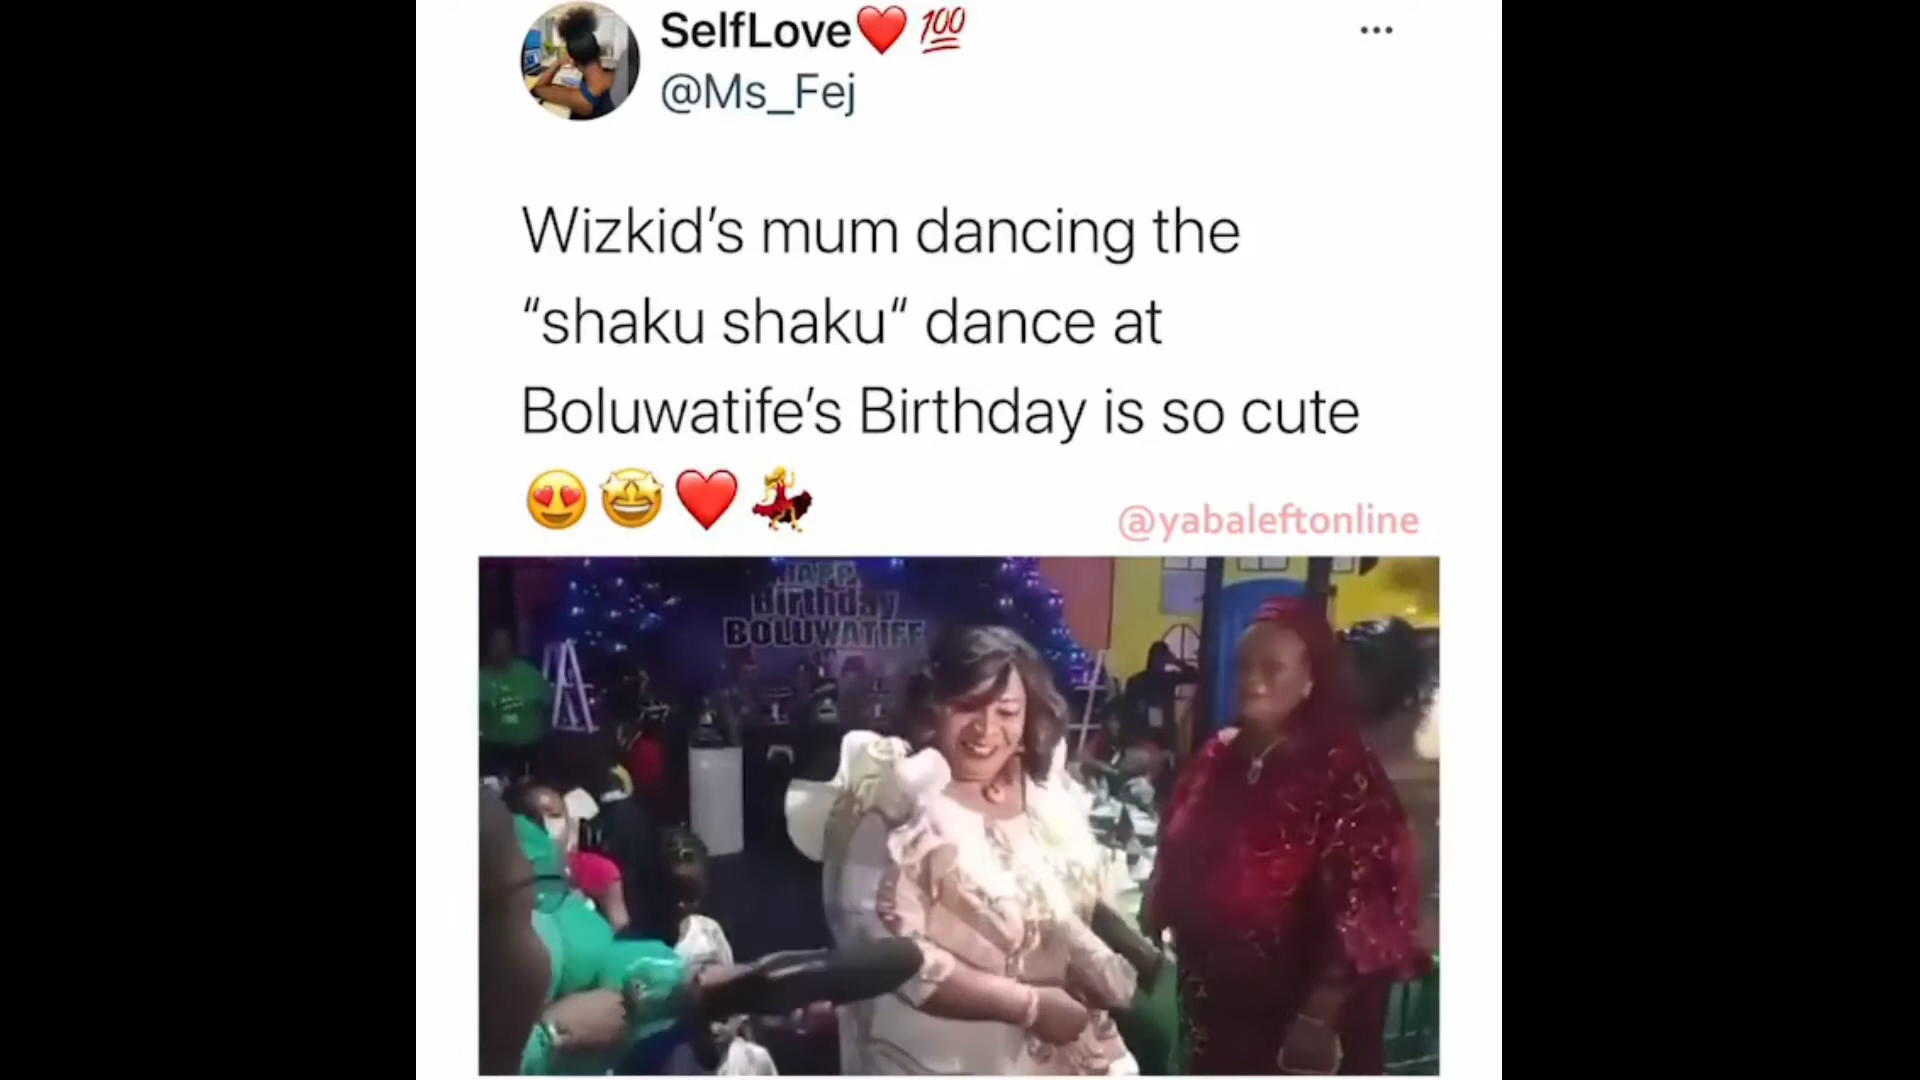 SelfLove❤️ 💯
@Ms_Fej
Wizkid’s mum dancing the
“shaku shaku“ dance at
Boluwatife’s Birthday is so cute
😍🤩❤️💃
@yabaleftonline
Birthday
BOLUWATIFE